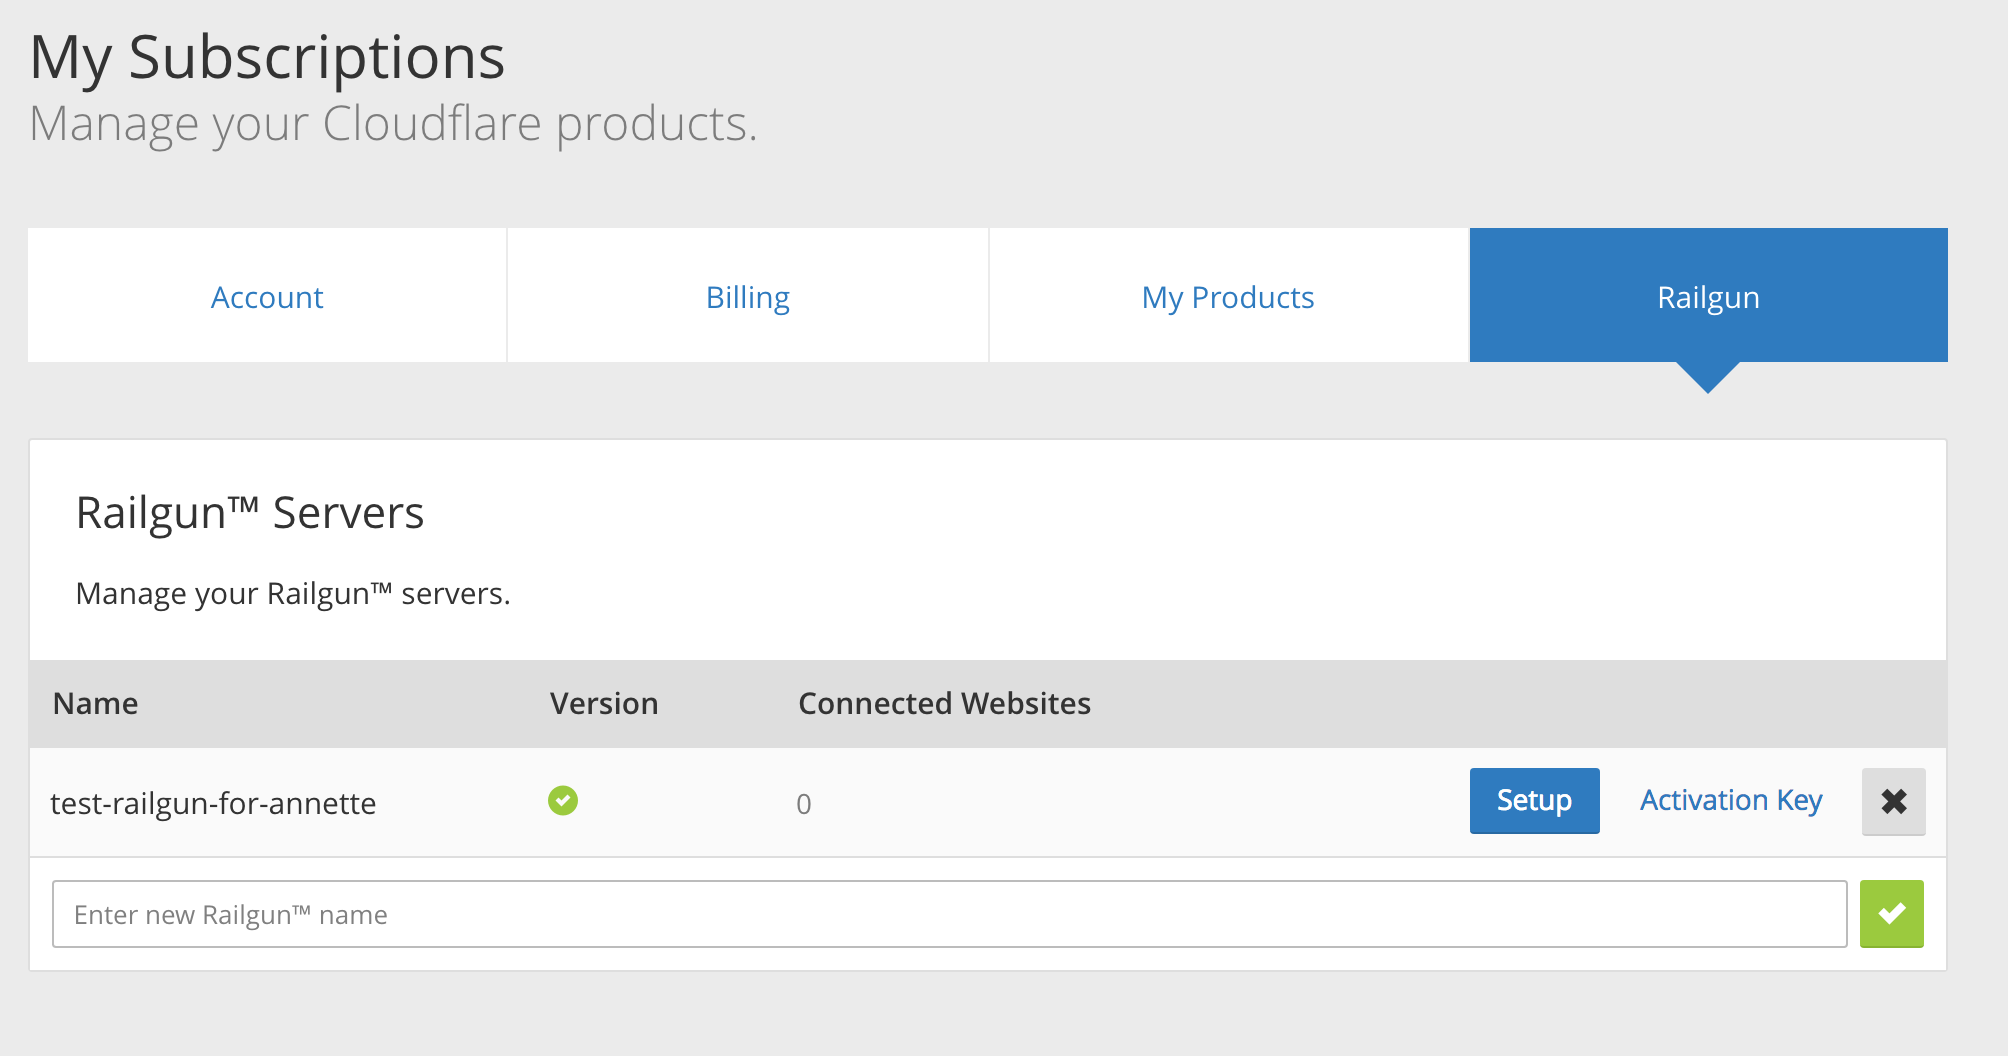 My Subscriptions
Manage your Cloudflare products.
Account
Billing
My Products
Railgun
Railgun™ Servers
Manage your Railgun™ servers.
Name Version Connected Websites
test-railgun-for-annette 0 Setup Activation Key
Enter new Railgun™ name